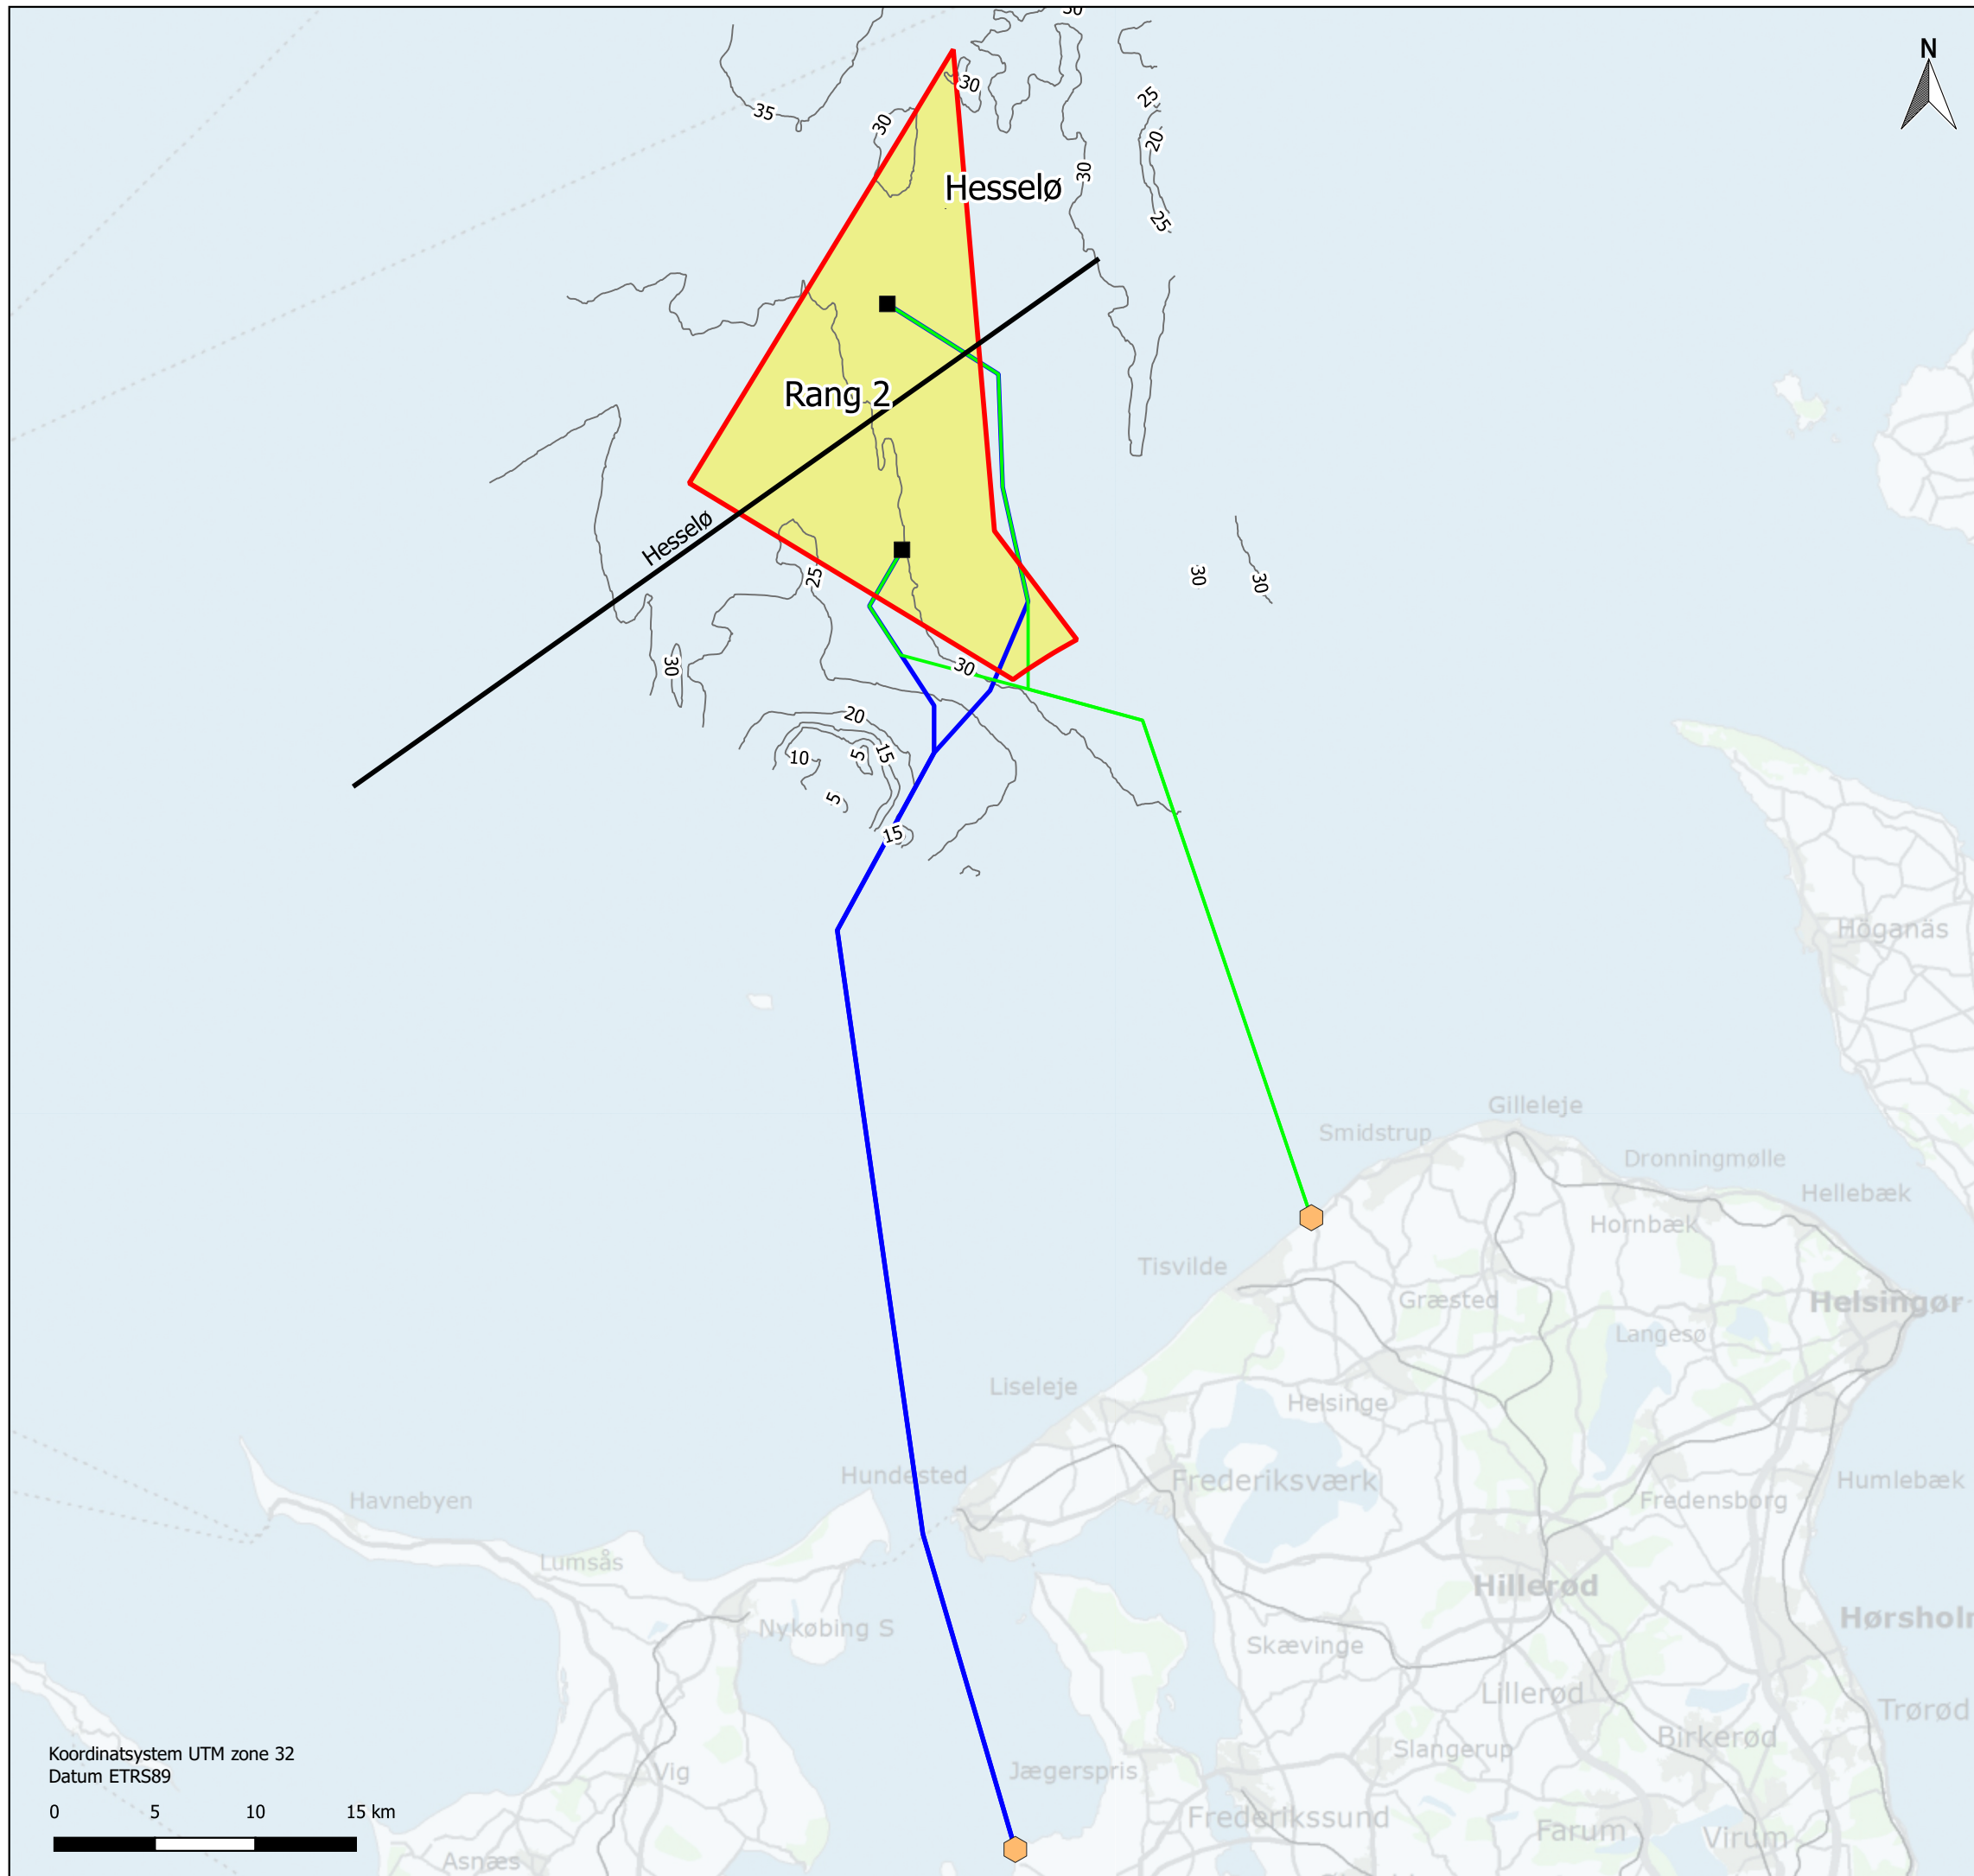 30
N
35
30
30
25
20
30
25
Hesselø
Rang 2
Hesselø
25
30
30
30
30
20
15
10
5
5
15
Höganäs
Gilleleje
Smidstrup
Dronningmølle
Hellebæk
Hornbæk
Tisvilde
Græsted
Helsingør
Langesø
Liseleje
Helsinge
Hundested
Frederiksværk
Humlebæk
Havnebyen
Fredensborg
Lumsås
Hillerød
Nykøbing S
Hørsholm
Skævinge
Lillerød
Trørød
Birkerød
Slangerup
Koordinatsystem UTM zone 32
Datum ETRS89
Vig
Jægerspris
0 5 10 15 km
Frederikssund
Farum
Virum
Asnæs